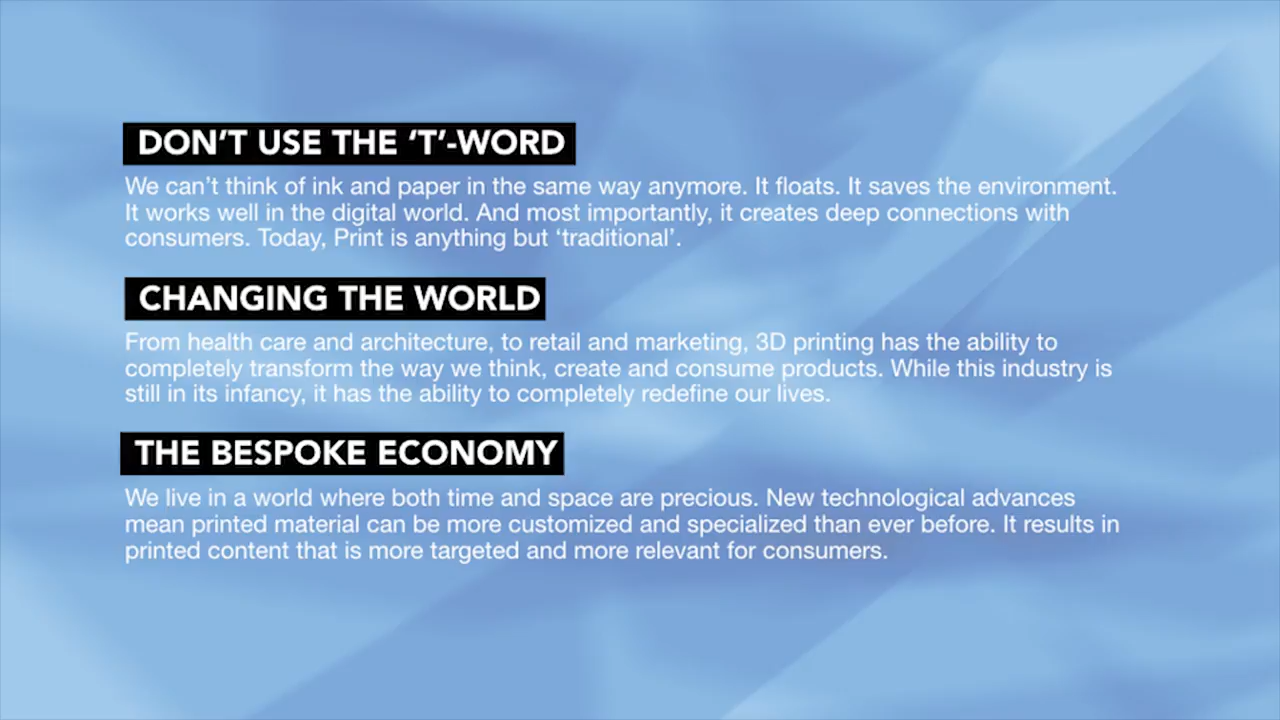 DON’T USE THE ‘T’-WORD
We can’t think of ink and paper in the same way anymore. It floats. It saves the environment.
It works well in the digital world. And most importantly, it creates deep connections with
consumers. Today, Print is anything but ‘traditional’.
CHANGING THE WORLD
From health care and architecture, to retail and marketing, 3D printing has the ability to
completely transform the way we think, create and consume products. While this industry is
still in its infancy, it has the ability to completely redefine our lives.
THE BESPOKE ECONOMY
We live in a world where both time and space are precious. New technological advances
mean printed material can be more customized and specialized than ever before. It results in
printed content that is more targeted and more relevant for consumers.